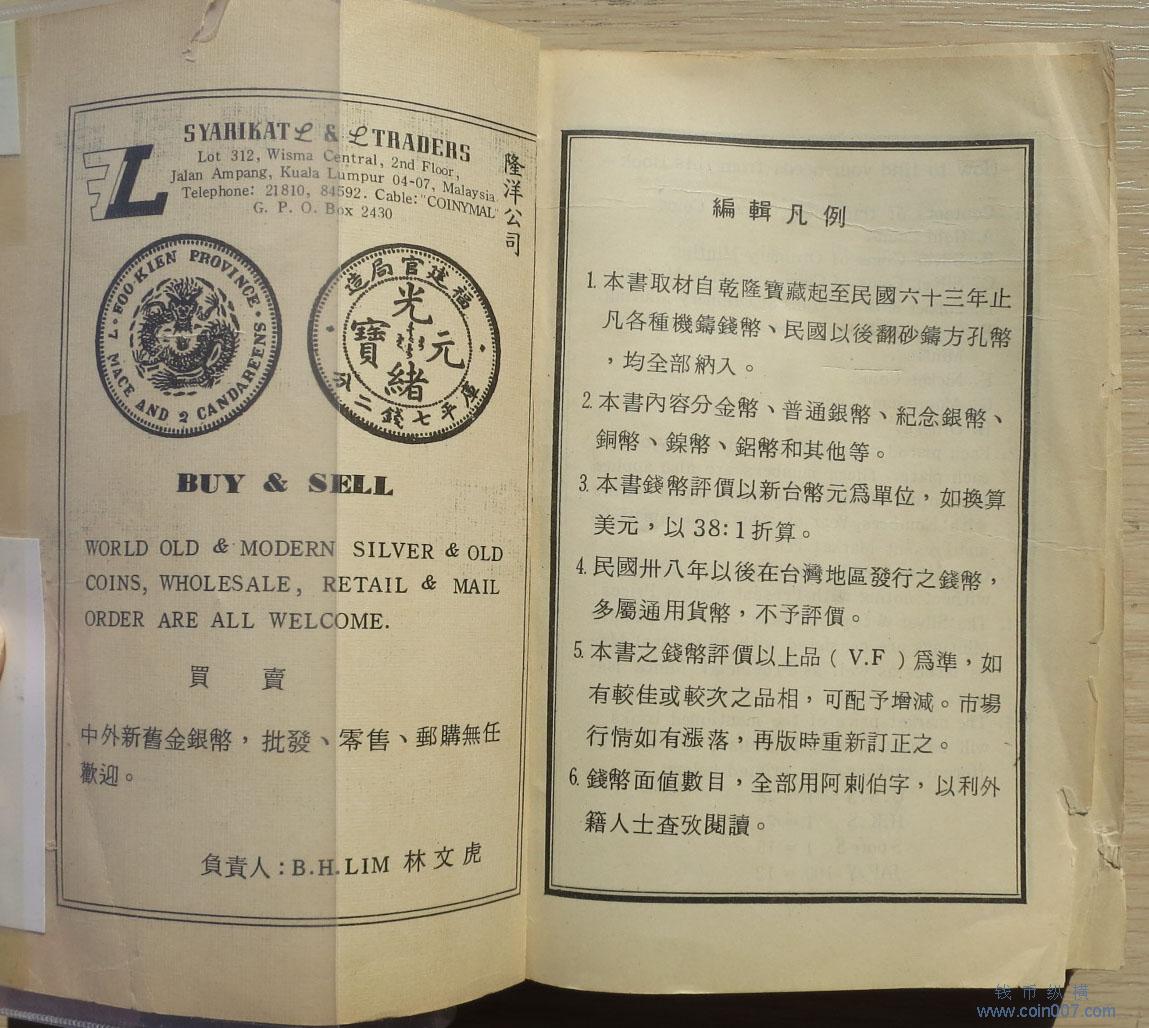 SYARIKAT L & L TRADERS
Lot 312, Wisma Central, 2nd Floor,
Jalan Ampang, Kuala Lumpur 04-07, Malaysia.
Telephone: 21810, 84592. Cable: "COINYMAL"
G. P. O. Box 2430
隆洋公司
L
FOO-KIEN PROVINCE
7 MACE AND 2 CANDAREENS
福建官局造
光緒元寶
庫平七錢二分
BUY & SELL
WORLD OLD & MODERN SILVER & OLD
COINS, WHOLESALE, RETAIL & MAIL
ORDER ARE ALL WELCOME.
買 賣
中外新舊金銀幣，批發、零售、郵購無任
歡迎。
負責人：B.H.LIM 林文虎
編輯凡例
1. 本書取材自乾隆寶藏起至民國六十三年止
凡各種機鑄錢幣、民國以後翻砂鑄方孔幣
，均全部納入。
2. 本書內容分金幣、普通銀幣、紀念銀幣、
銅幣、鎳幣、鋁幣和其他等。
3. 本書錢幣評價以新台幣元爲單位，如換算
美元，以 38:1 折算。
4. 民國卅八年以後在台灣地區發行之錢幣，
多屬通用貨幣，不予評價。
5. 本書之錢幣評價以上品（V.F）爲準，如
有較佳或較次之品相，可配予增減。市場
行情如有漲落，再版時重新訂正之。
6. 錢幣面値數目，全部用阿剌伯字，以利外
籍人士查攷閱讀。
钱币纵横
www.coin007.com